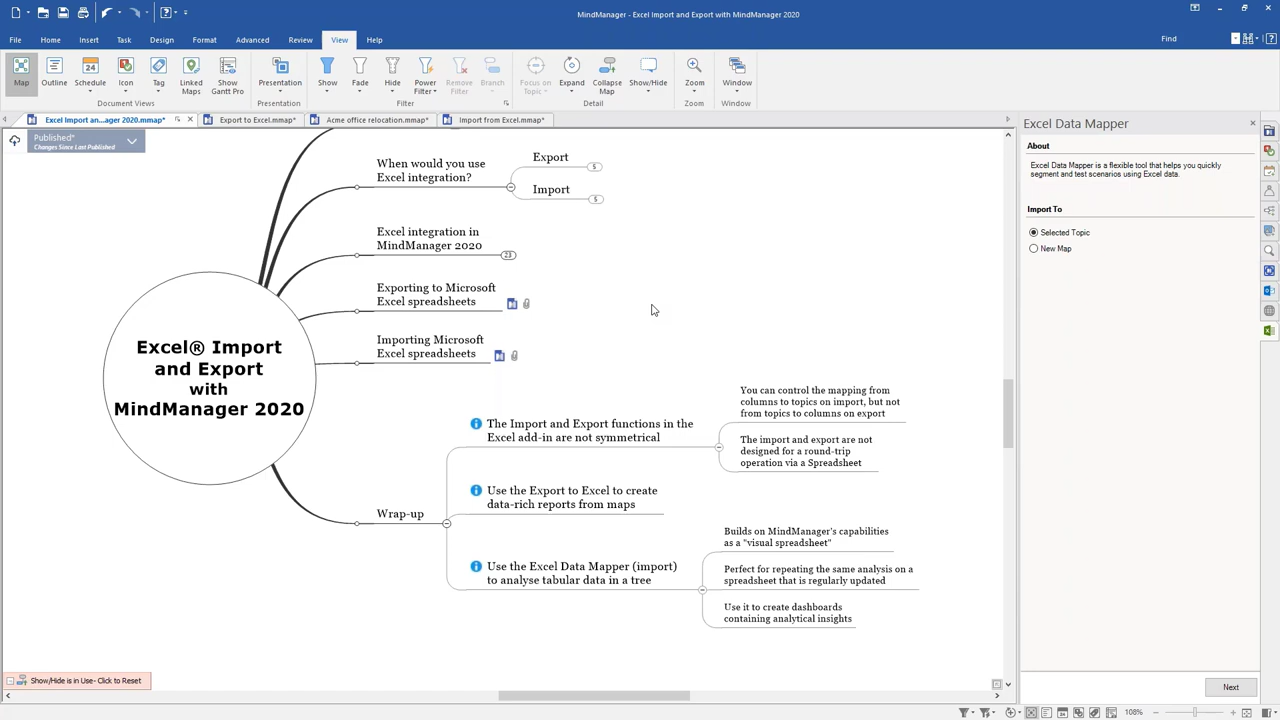 MindManager - Excel Import and Export with MindManager 2020
File Home Insert Task Design Format Advanced Review View Help Find
Map
Outline
Schedule
Icon
Tag
Linked
Maps
Show
Gantt Pro
Presentation
Show
Fade
Hide
Power
Filter
Remove
Filter
Branch
Focus on
Topic
Expand
Collapse
Map
Show/Hide
Zoom
Window
Document Views
Presentation
Filter
Detail
Zoom
Window
Excel Import an...ager 2020.mmap*
Export to Excel.mmap*
Acme office relocation.mmap*
Import from Excel.mmap*
Published*
Changes Since Last Published
When would you use
Excel integration?
Export
5
Import
5
Excel integration in
MindManager 2020
23
Exporting to Microsoft
Excel spreadsheets
Importing Microsoft
Excel spreadsheets
Excel® Import
and Export
with
MindManager 2020
Wrap-up
The Import and Export functions in the
Excel add-in are not symmetrical
You can control the mapping from
columns to topics on import, but not
from topics to columns on export
The import and export are not
designed for a round-trip
operation via a Spreadsheet
Use the Export to Excel to create
data-rich reports from maps
Use the Excel Data Mapper (import)
to analyse tabular data in a tree
Builds on MindManager's capabilities
as a "visual spreadsheet"
Perfect for repeating the same analysis on a
spreadsheet that is regularly updated
Use it to create dashboards
containing analytical insights
Show/Hide is in Use- Click to Reset
Excel Data Mapper
About
Excel Data Mapper is a flexible tool that helps you quickly
segment and test scenarios using Excel data.
Import To
Selected Topic
New Map
Next
108%